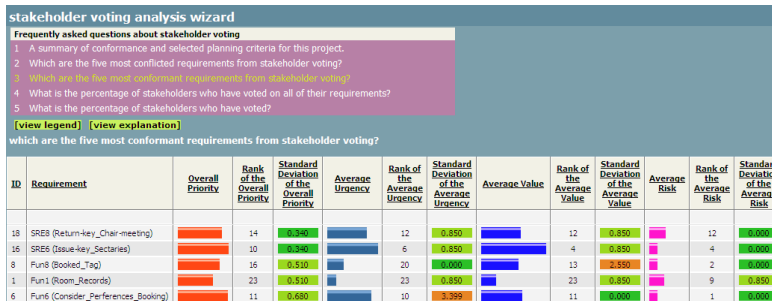 stakeholder voting analysis wizard
Frequently asked questions about stakeholder voting
1 A summary of conformance and selected planning criteria for this project.
2 Which are the five most conflicted requirements from stakeholder voting?
3 Which are the five most conformant requirements from stakeholder voting?
4 What is the percentage of stakeholders who have voted on all of their requirements?
5 What is the percentage of stakeholders who have voted?
[view legend] [view explanation]
which are the five most conformant requirements from stakeholder voting?
ID Requirement Overall Priority Rank of the Overall Priority Standard Deviation of the Overall Priority Average Urgency Rank of the Average Urgency Standard Deviation of the Average Urgency Average Value Rank of the Average Value Standard Deviation of the Average Value Average Risk Rank of the Average Risk Standard Deviation of the Average Risk
18 SRE8 (Return-key_Chair-meeting) 14 0.340 12 0.850 12 0.850 12 0.000
16 SRE6 (Issue-key_Sectaries) 10 0.340 6 0.850 4 0.850 4 0.000
8 Fun8 (Booked_Tag) 16 0.510 20 0.000 13 2.550 2 0.000
1 Fun1 (Room_Records) 23 0.510 23 0.850 23 0.850 9 0.850
6 Fun6 (Consider_Perferences_Booking) 11 0.680 10 3.399 11 0.000 1 0.000